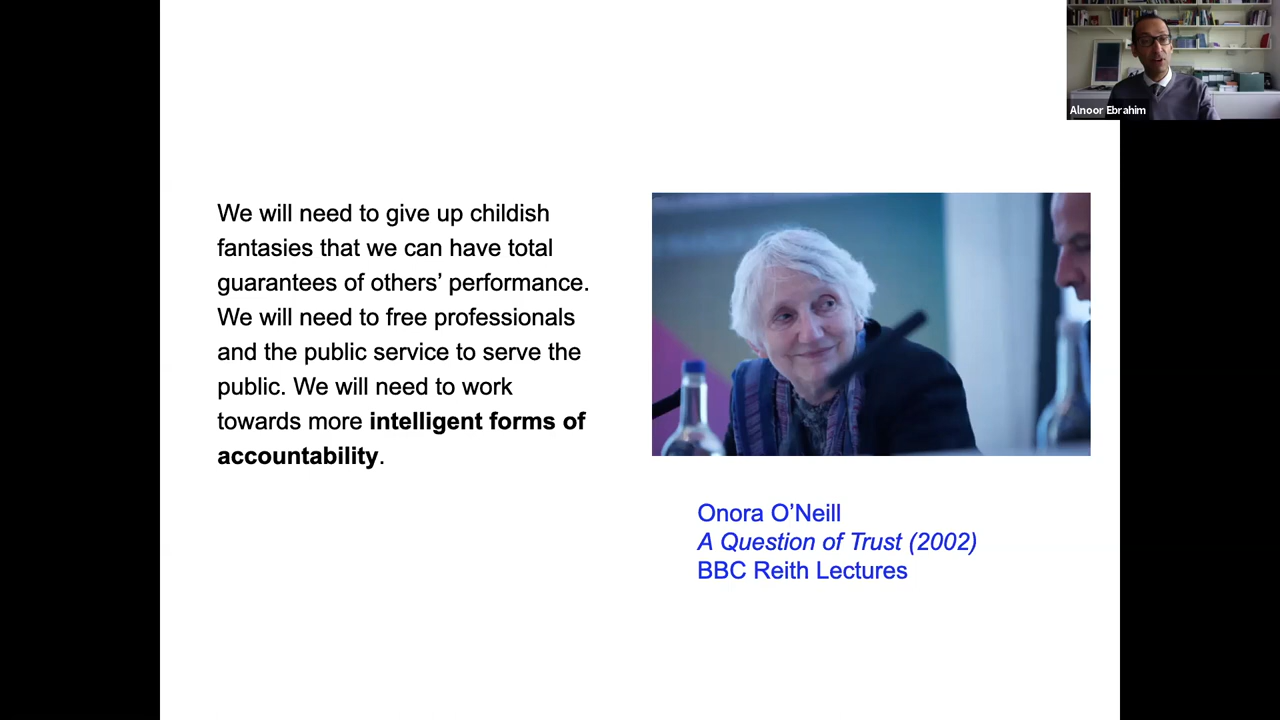 Alnoor Ebrahim
We will need to give up childish
fantasies that we can have total
guarantees of others’ performance.
We will need to free professionals
and the public service to serve the
public. We will need to work
towards more intelligent forms of
accountability.
Onora O’Neill
A Question of Trust (2002)
BBC Reith Lectures